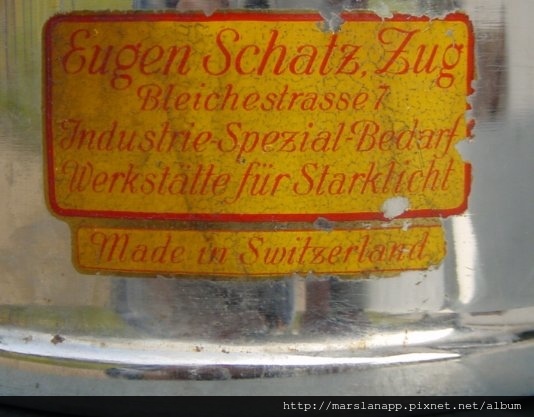 Eugen Schatz, Zug
Bleichestrasse 7
Industrie-Spezial-Bedarf
Werkstätte für Starklicht
Made in Switzerland
http://marslanapp.pixnet.net/album